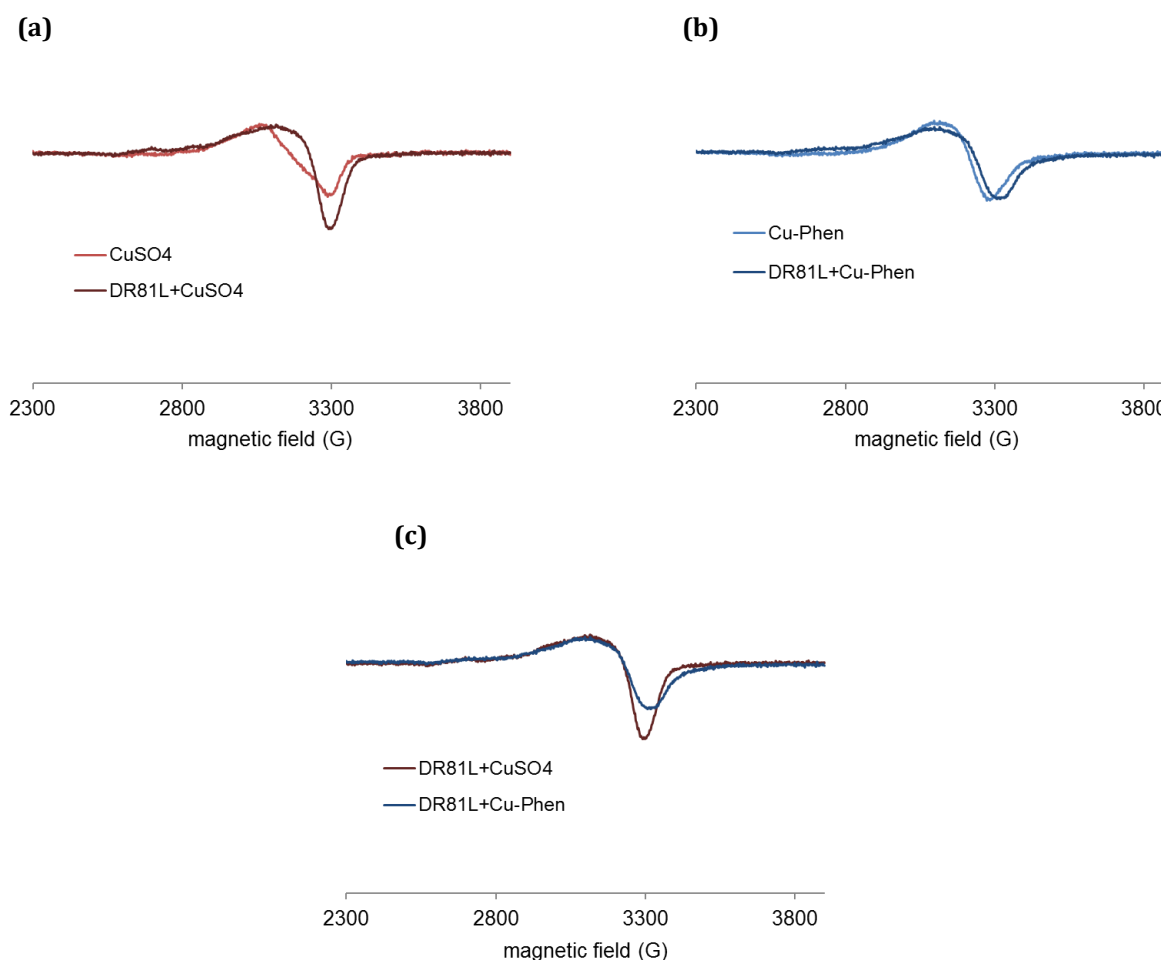 (a)
(b)
CuSO4
DR81L+CuSO4
Cu-Phen
DR81L+Cu-Phen
2300 2800 3300 3800
magnetic field (G)
2300 2800 3300 3800
magnetic field (G)
(c)
DR81L+CuSO4
DR81L+Cu-Phen
2300 2800 3300 3800
magnetic field (G)